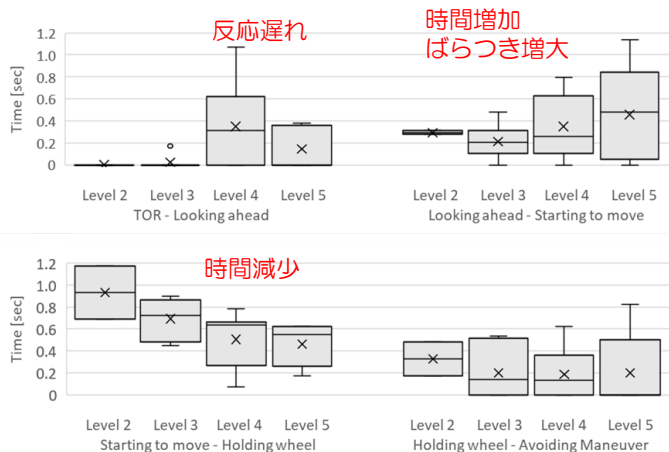 反応遅れ
時間増加
ばらつき増大
Time [sec]
1.2
1
0.8
0.6
0.4
0.2
0
Level 2 Level 3 Level 4 Level 5
TOR - Looking ahead
Level 2 Level 3 Level 4 Level 5
Looking ahead - Starting to move
時間減少
Time [sec]
1.2
1
0.8
0.6
0.4
0.2
0
Level 2 Level 3 Level 4 Level 5
Starting to move - Holding wheel
Level 2 Level 3 Level 4 Level 5
Holding wheel - Avoiding Maneuver